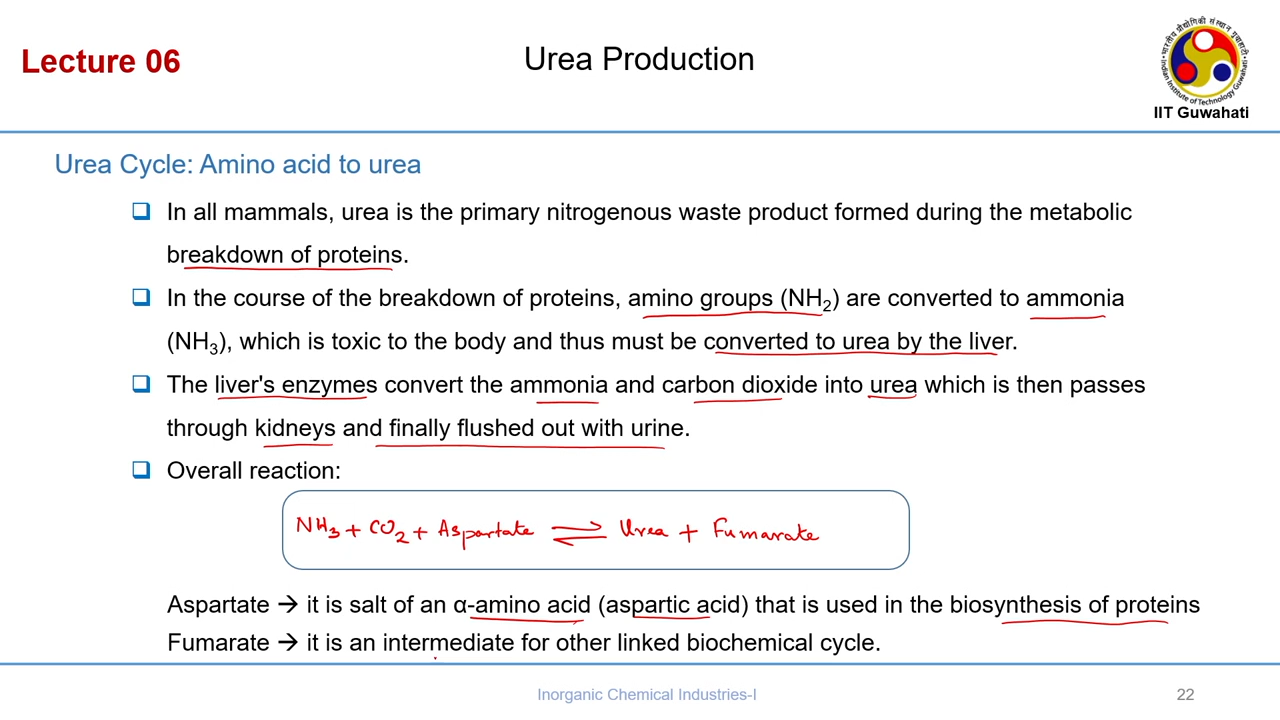 Lecture 06
Urea Production
भारतीय प्रौद्योगिकी संस्थान गुवाहाटी
Indian Institute of Technology Guwahati
IIT Guwahati
Urea Cycle: Amino acid to urea
❑ In all mammals, urea is the primary nitrogenous waste product formed during the metabolic
breakdown of proteins.
❑ In the course of the breakdown of proteins, amino groups (NH₂) are converted to ammonia
(NH₃), which is toxic to the body and thus must be converted to urea by the liver.
❑ The liver's enzymes convert the ammonia and carbon dioxide into urea which is then passes
through kidneys and finally flushed out with urine.
❑ Overall reaction:
NH₃ + CO₂ + Aspartate ⇌ Urea + Fumarate
Aspartate → it is salt of an α-amino acid (aspartic acid) that is used in the biosynthesis of proteins
Fumarate → it is an intermediate for other linked biochemical cycle.
Inorganic Chemical Industries-I
22